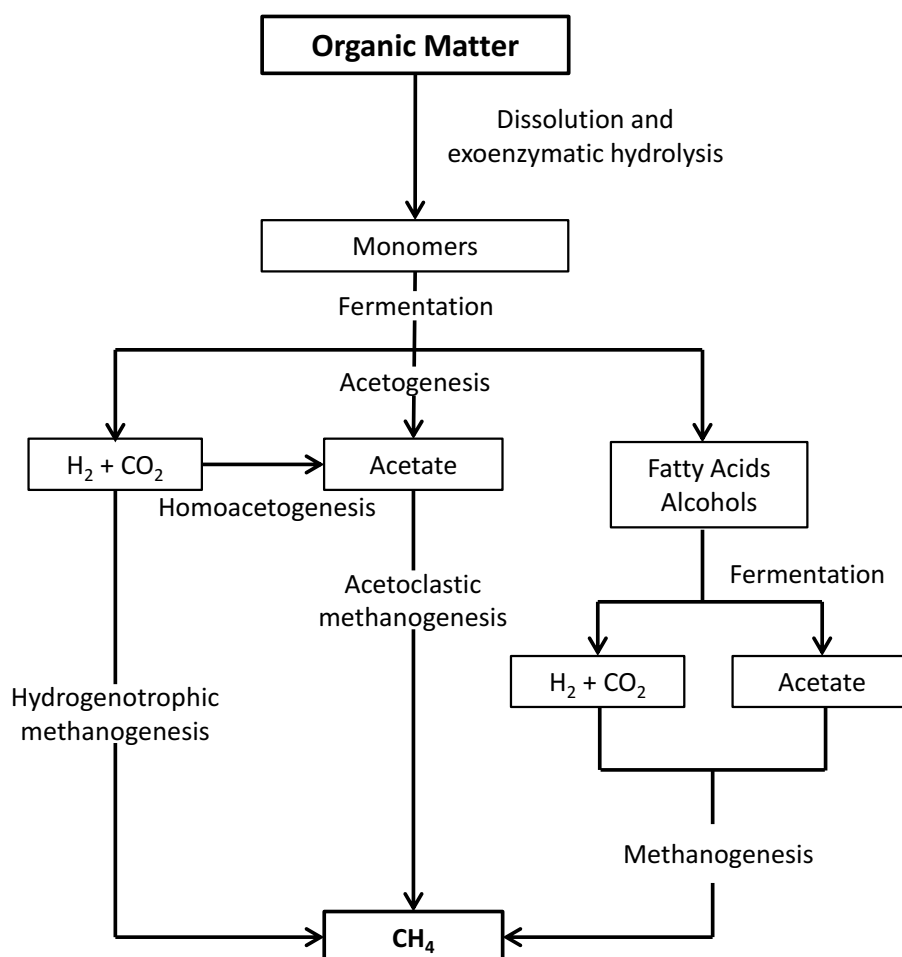 Organic Matter
Dissolution and
exoenzymatic hydrolysis
Monomers
Fermentation
Acetogenesis
H₂ + CO₂
Acetate
Homoacetogenesis
Fatty Acids
Alcohols
Acetoclastic
methanogenesis
Fermentation
H₂ + CO₂
Acetate
Hydrogenotrophic
methanogenesis
Methanogenesis
CH₄